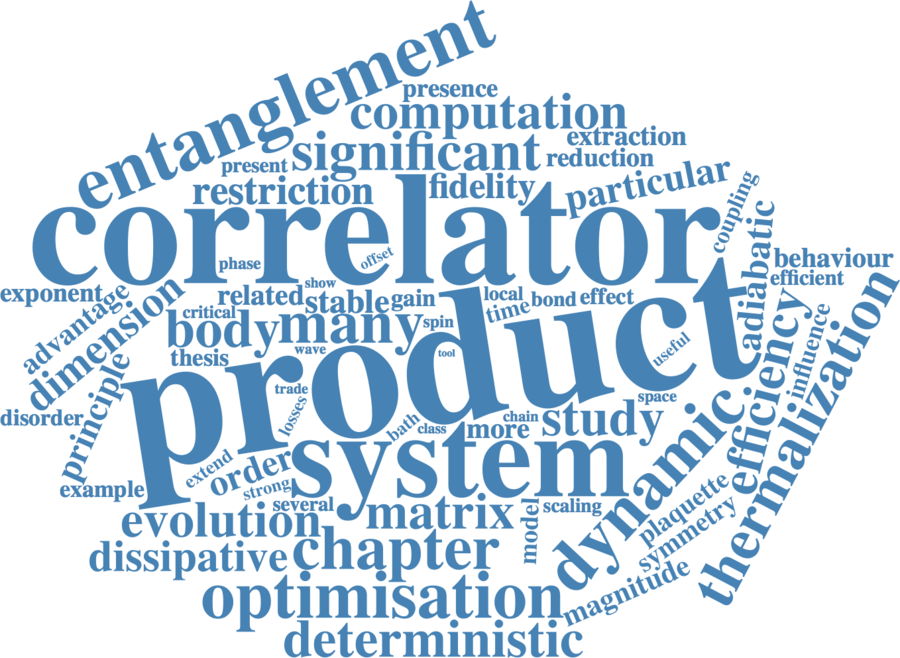 entanglement
presence
computation
extraction
significant
reduction
present
restriction
fidelity
particular
coupling
correlator
phase
offset
adiabatic
behaviour
efficient
exponent
show
advantage
related
stable
gain
local
bond
effect
dimension
critical
time
body
many
spin
thesis
wave
tool
useful
influence
efficiency
thermalization
principle
product
trade
space
disorder
losses
bath
class
chain
more
study
dynamic
extend
order
system
example
strong
several
plaquette
evolution
matrix
model
scaling
symmetry
dissipative
chapter
optimisation
magnitude
deterministic